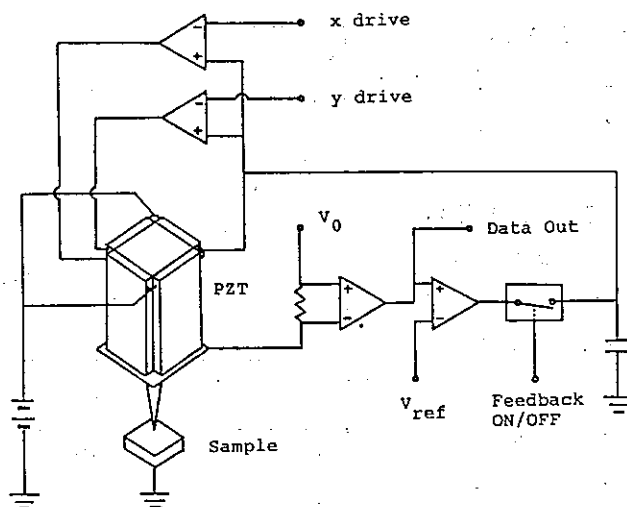 x drive
y drive
V0
Data Out
PZT
Vref
Feedback
ON/OFF
Sample